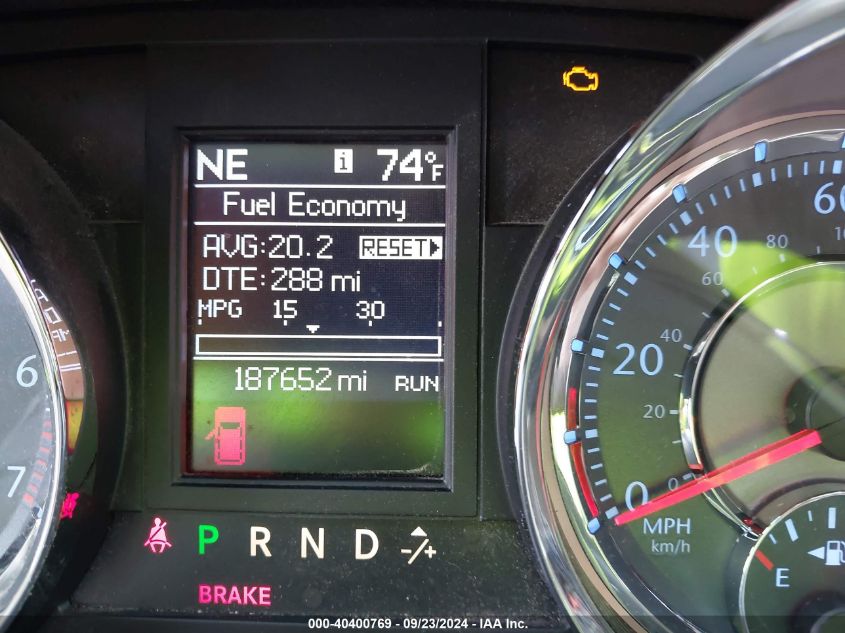 NE i 74°F
Fuel Economy
AVG:20.2 RESET
DTE:288 mi
MPG 15 30
187652 mi RUN
P R N D -/+
BRAKE
6
7
60
40
20
0
80
60
40
20
0
MPH
km/h
E
000-40400769 - 09/23/2024 - IAA Inc.